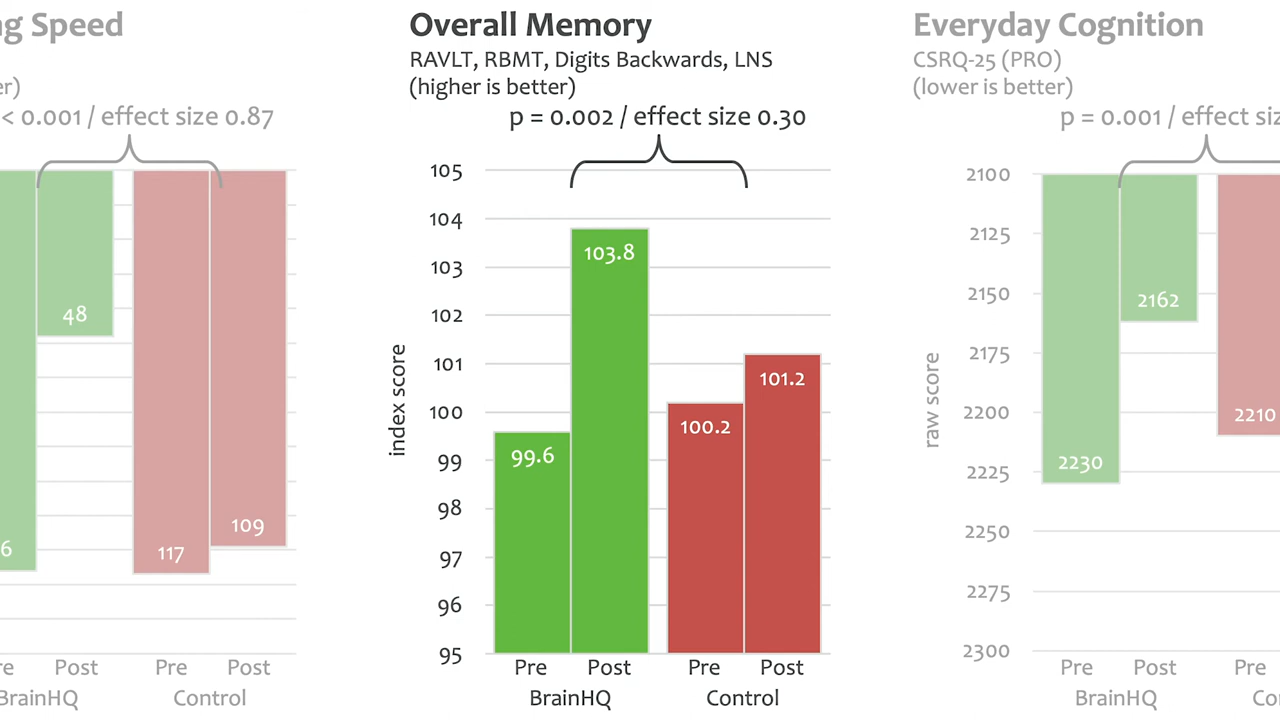 g Speed
er)
< 0.001 / effect size 0.87
48
6
117
109
re Post Pre Post
BrainHQ Control
Overall Memory
RAVLT, RBMT, Digits Backwards, LNS
(higher is better)
p = 0.002 / effect size 0.30
index score
105
104
103
102
101
100
99
98
97
96
95
99.6
103.8
100.2
101.2
Pre Post Pre Post
BrainHQ Control
Everyday Cognition
CSRQ-25 (PRO)
(lower is better)
p = 0.001 / effect siz
raw score
2100
2125
2150
2175
2200
2225
2250
2275
2300
2230
2162
2210
Pre Post Pre
BrainHQ Co